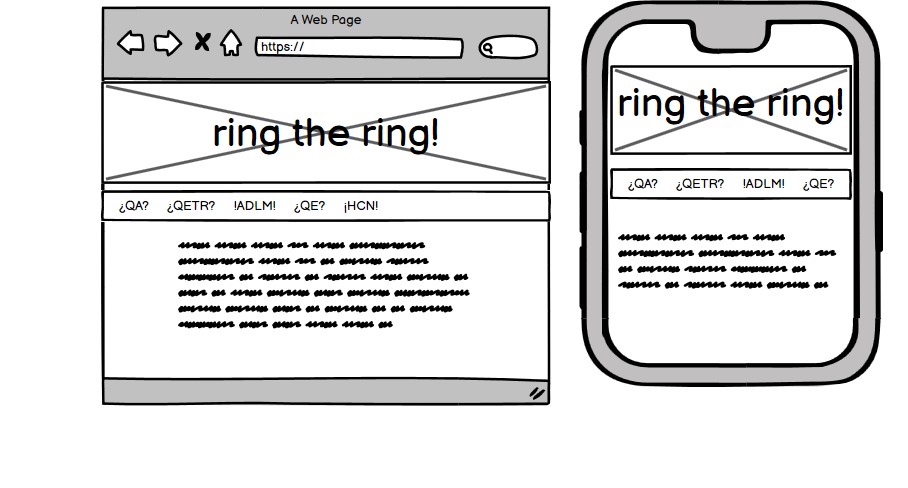 A Web Page
https://
ring the ring!
¿QA? ¿QETR? !ADLM! ¿QE? ¡HCN!
ring the ring!
¿QA? ¿QETR? !ADLM! ¿QE?